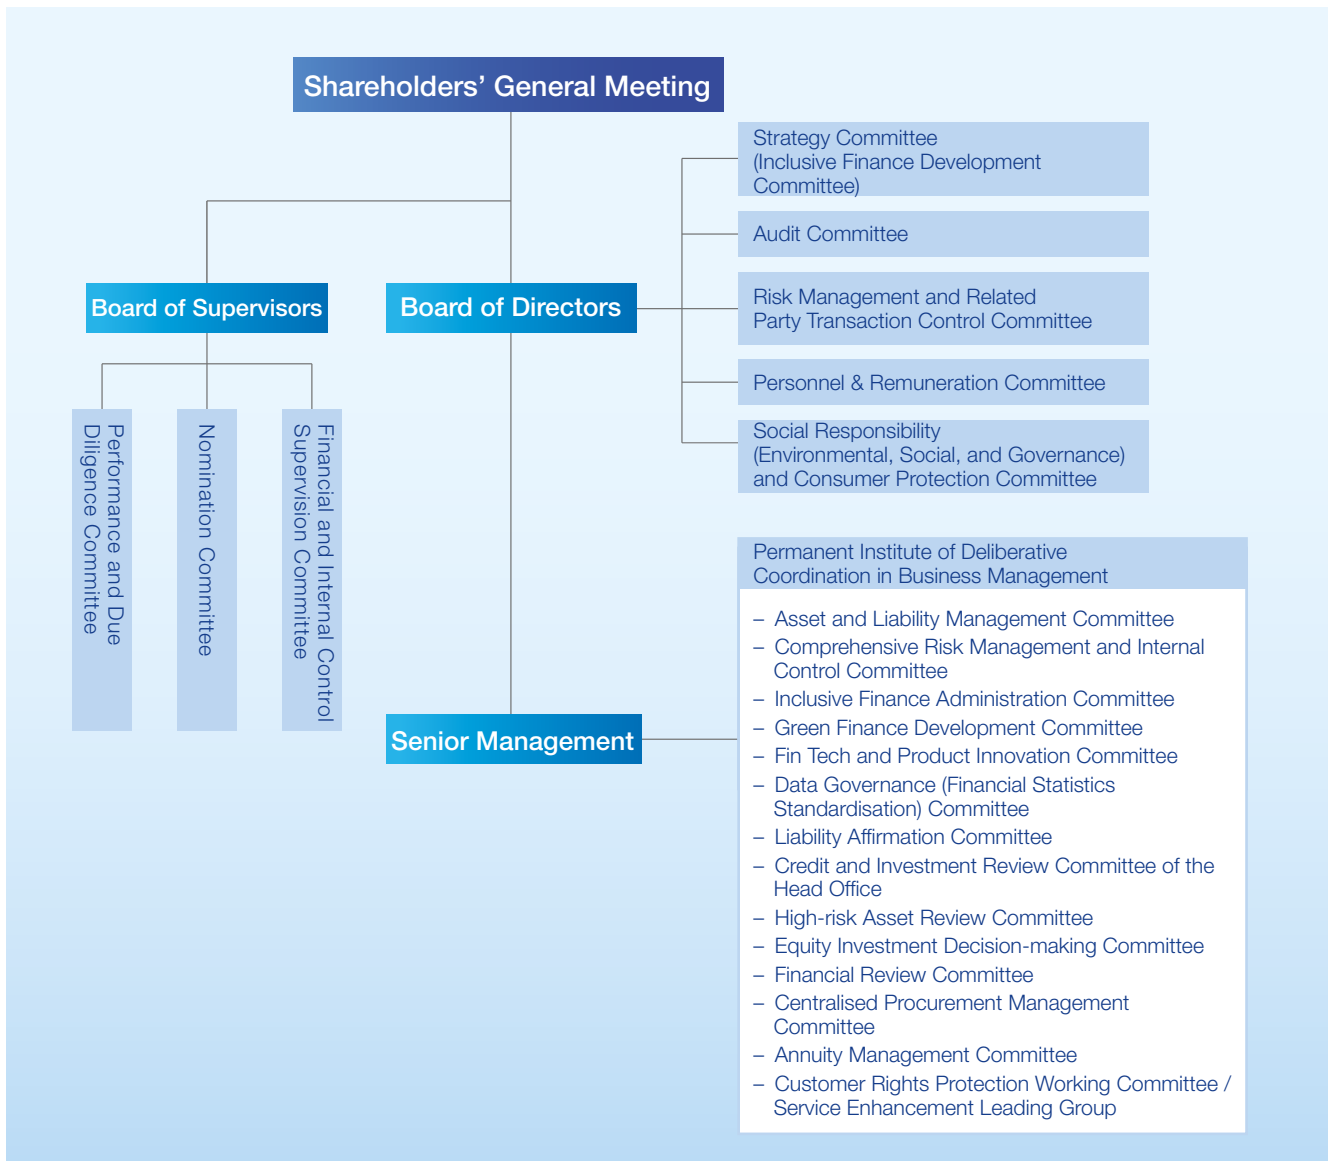 Shareholders' General Meeting
Strategy Committee
(Inclusive Finance Development
Committee)
Audit Committee
Risk Management and Related
Party Transaction Control Committee
Personnel & Remuneration Committee
Social Responsibility
(Environmental, Social, and Governance)
and Consumer Protection Committee
Board of Supervisors
Board of Directors
Performance and Due
Diligence Committee
Nomination Committee
Financial and Internal Control
Supervision Committee
Senior Management
Permanent Institute of Deliberative
Coordination in Business Management
– Asset and Liability Management Committee
– Comprehensive Risk Management and Internal
Control Committee
– Inclusive Finance Administration Committee
– Green Finance Development Committee
– Fin Tech and Product Innovation Committee
– Data Governance (Financial Statistics
Standardisation) Committee
– Liability Affirmation Committee
– Credit and Investment Review Committee of the
Head Office
– High-risk Asset Review Committee
– Equity Investment Decision-making Committee
– Financial Review Committee
– Centralised Procurement Management
Committee
– Annuity Management Committee
– Customer Rights Protection Working Committee /
Service Enhancement Leading Group